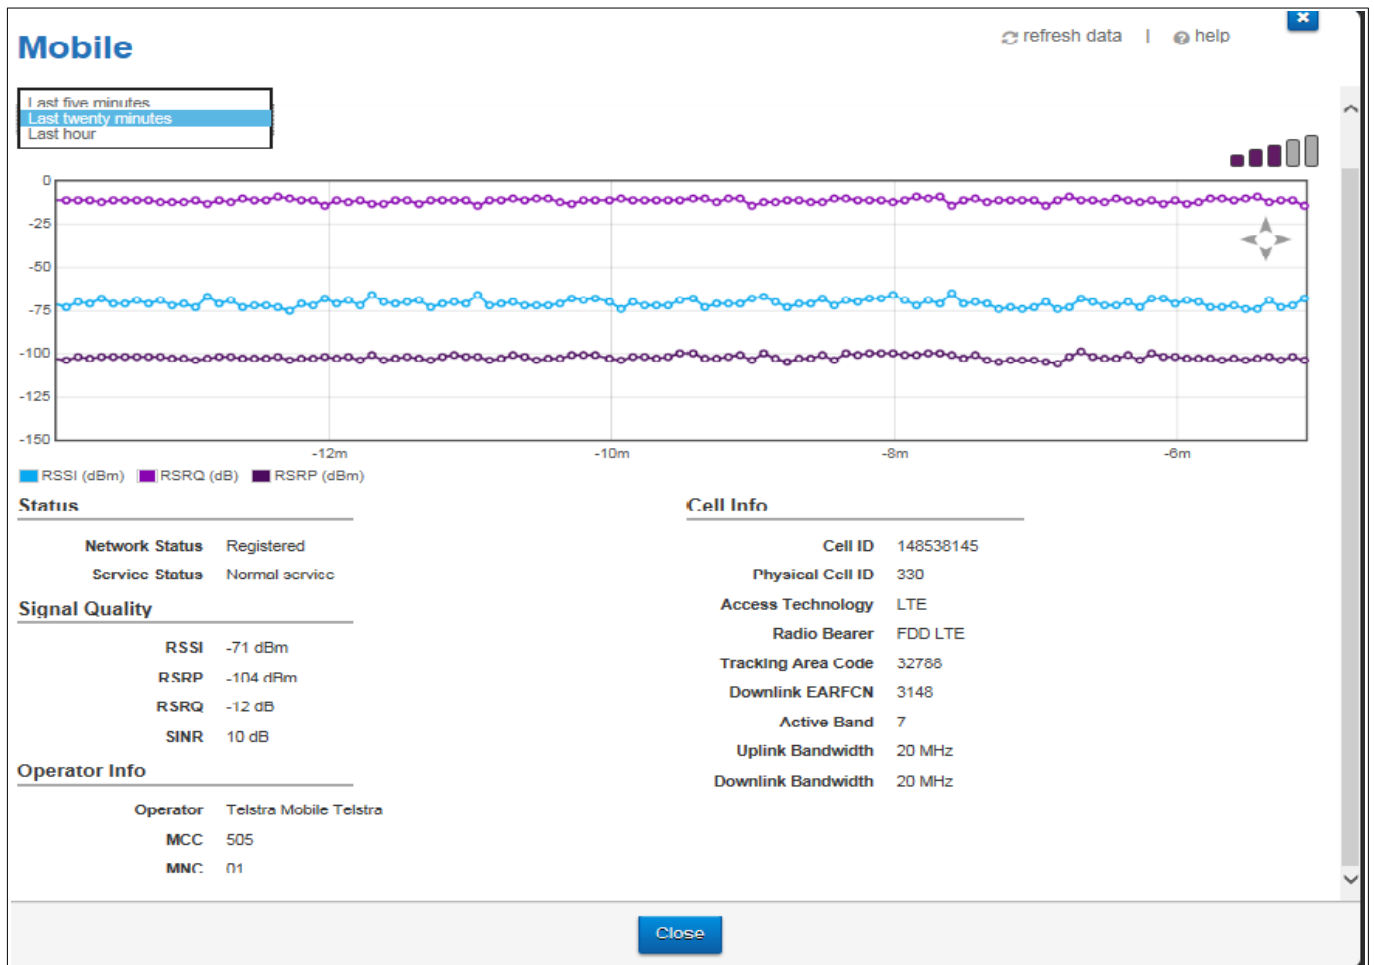 Mobile
refresh data | help
Last five minutes
Last twenty minutes
Last hour
0
-25
-50
-75
-100
-125
-150
-12m -10m -8m -6m
RSSI (dBm) RSRQ (dB) RSRP (dBm)
Status
Network Status Registered
Service Status Normal service
Signal Quality
RSSI -71 dBm
RSRP -104 dBm
RSRQ -12 dB
SINR 10 dB
Operator Info
Operator Telstra Mobile Telstra
MCC 505
MNC 01
Cell Info
Cell ID 148538145
Physical Cell ID 330
Access Technology LTE
Radio Bearer FDD LTE
Tracking Area Code 32788
Downlink EARFCN 3148
Active Band 7
Uplink Bandwidth 20 MHz
Downlink Bandwidth 20 MHz
Close